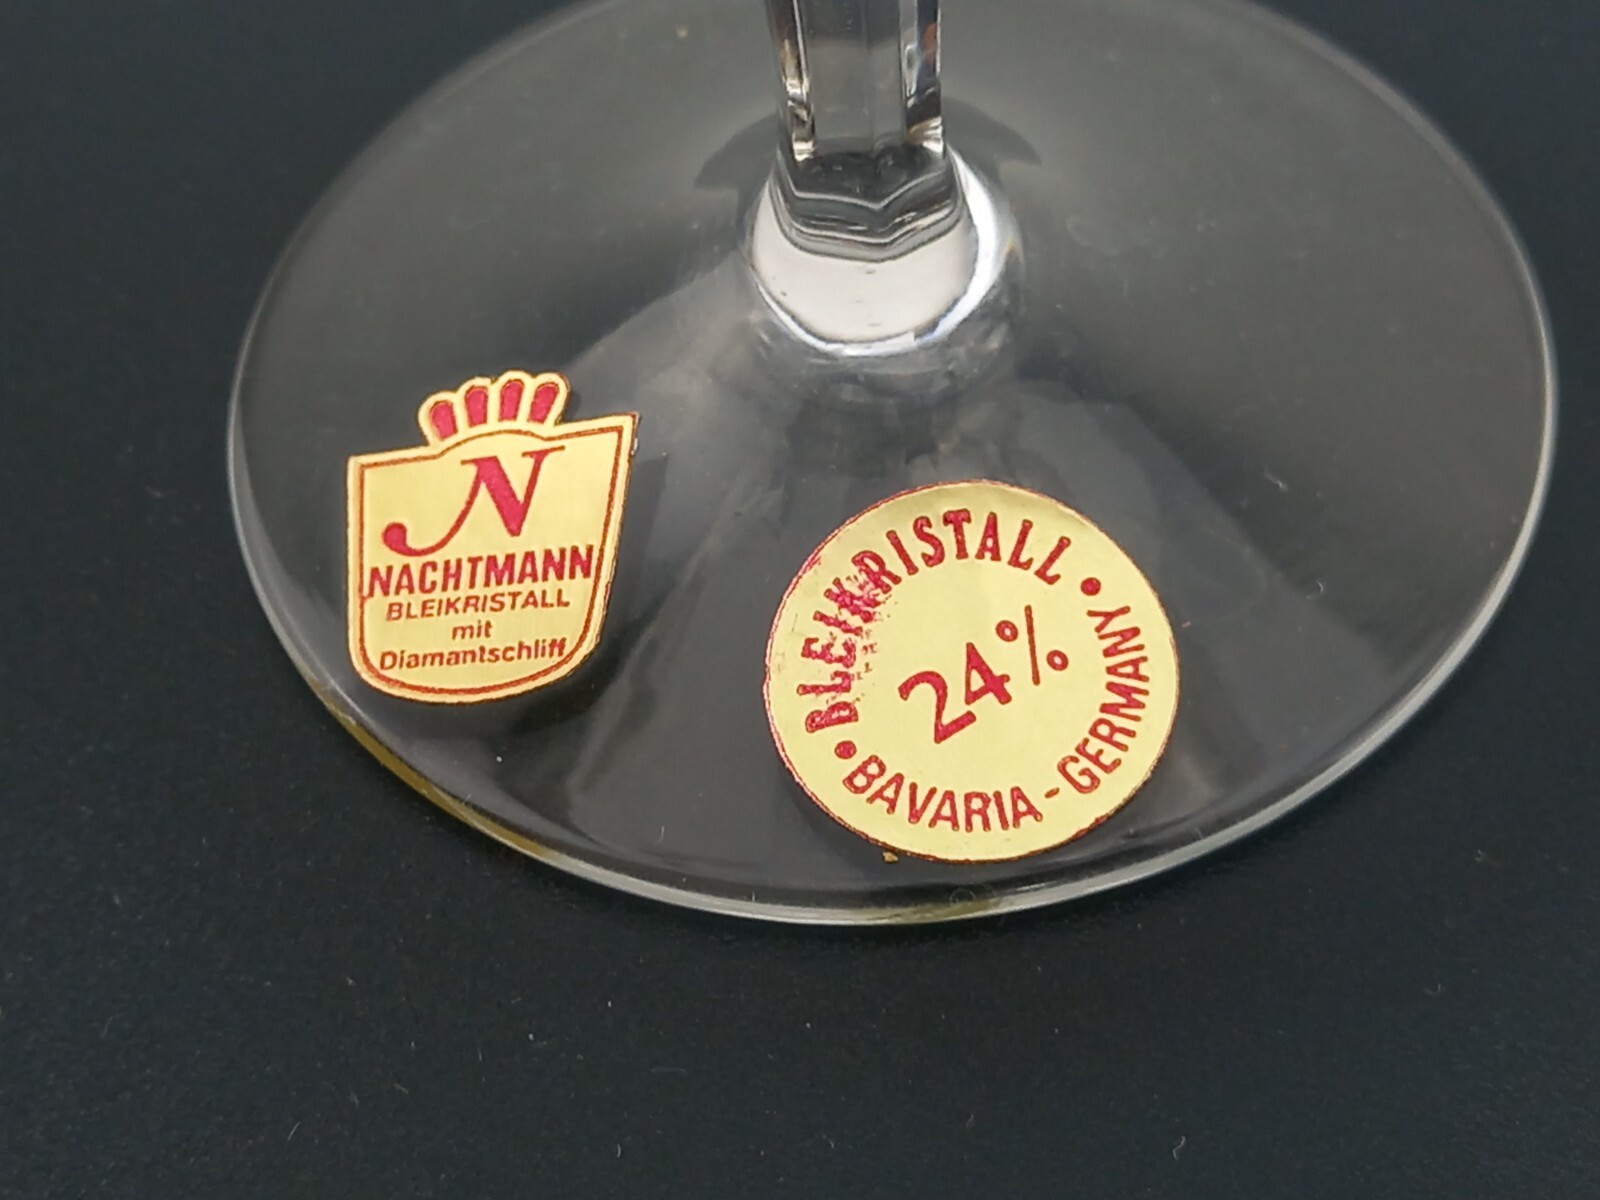 N
NACHTMANN
BLEIKRISTALL
mit
Diamantschliff
• BLEIKRISTALL •
24%
BAVARIA - GERMANY